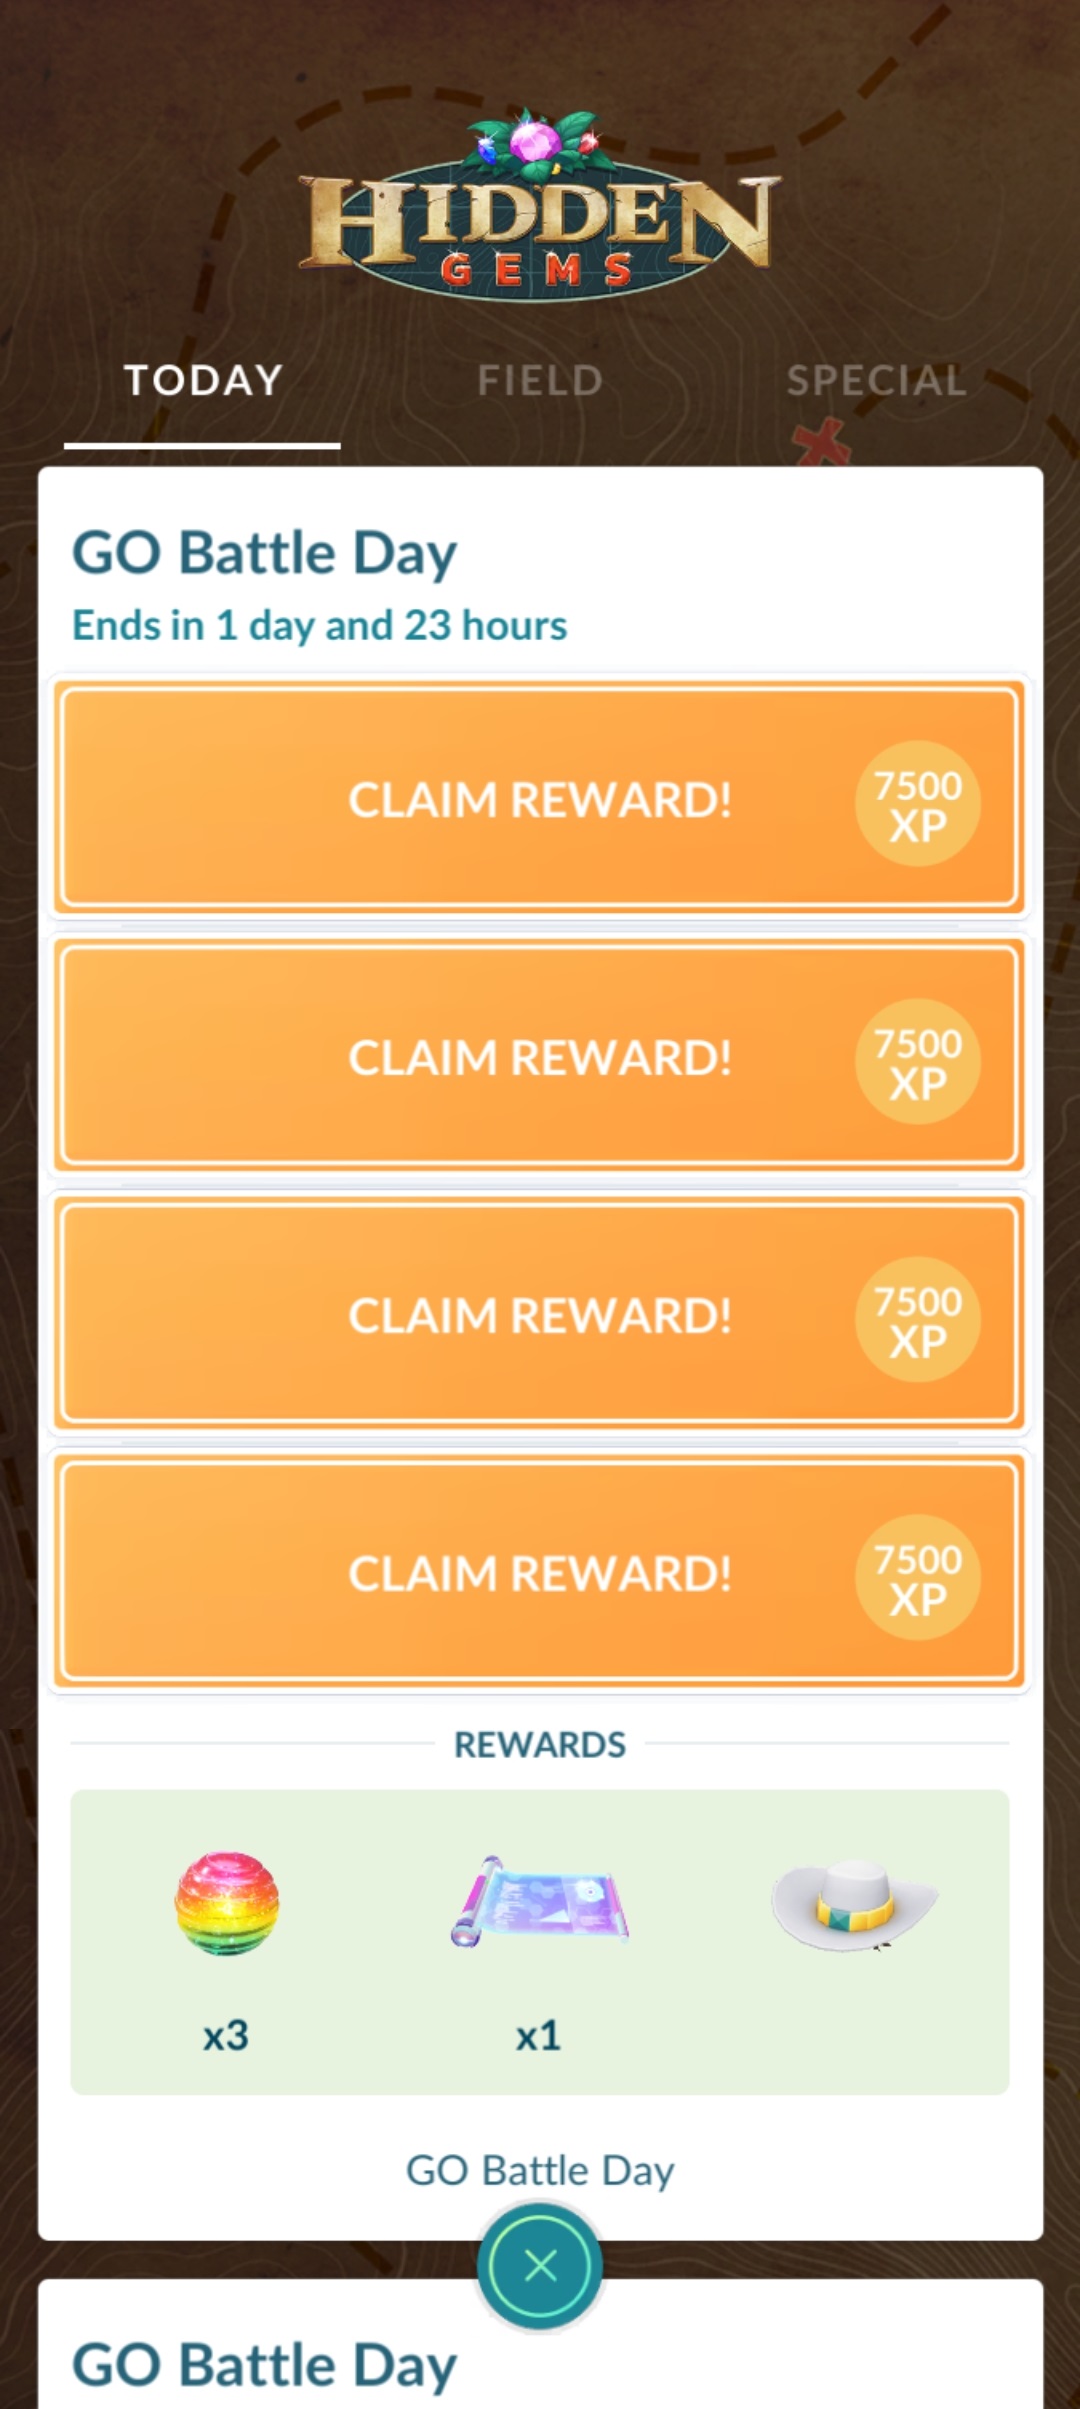 HIDDEN
GEMS
TODAY
FIELD
SPECIAL
GO Battle Day
Ends in 1 day and 23 hours
CLAIM REWARD!
7500
XP
CLAIM REWARD!
7500
XP
CLAIM REWARD!
7500
XP
CLAIM REWARD!
7500
XP
REWARDS
x3
x1
GO Battle Day
GO Battle Day